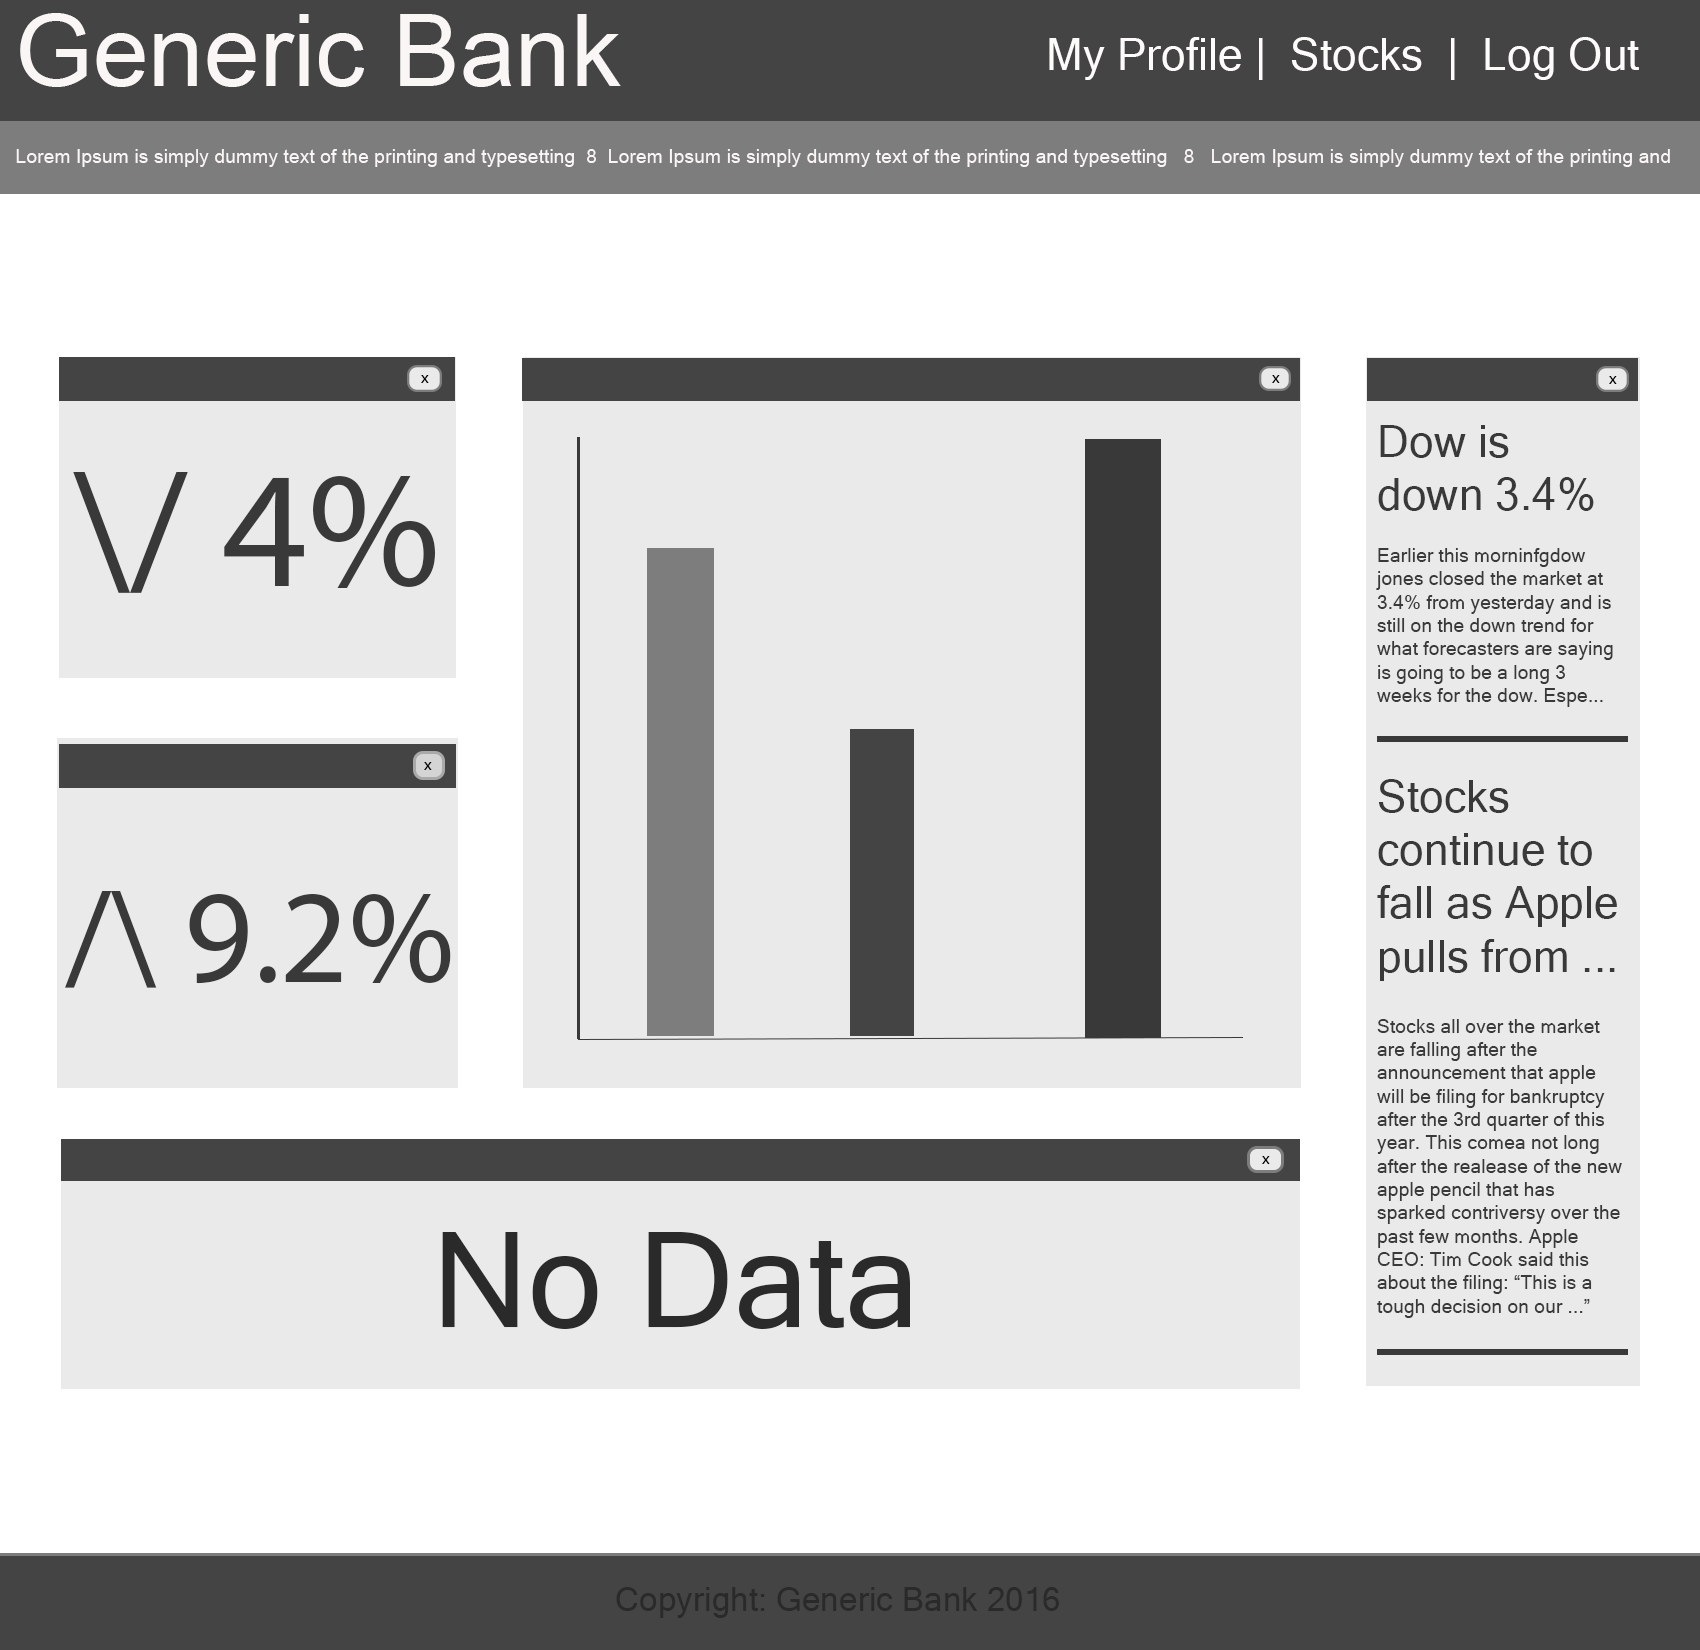 Generic Bank
My Profile | Stocks | Log Out
Lorem Ipsum is simply dummy text of the printing and typesetting 8 Lorem Ipsum is simply dummy text of the printing and typesetting 8 Lorem Ipsum is simply dummy text of the printing and
x
\/ 4%
x
/\ 9.2%
x
x
Dow is
down 3.4%
Earlier this morninfgdow
jones closed the market at
3.4% from yesterday and is
still on the down trend for
what forecasters are saying
is going to be a long 3
weeks for the dow. Espe...
Stocks
continue to
fall as Apple
pulls from ...
Stocks all over the market
are falling after the
announcement that apple
will be filing for bankruptcy
after the 3rd quarter of this
year. This comea not long
after the realease of the new
apple pencil that has
sparked contriversy over the
past few months. Apple
CEO: Tim Cook said this
about the filing: “This is a
tough decision on our ...”
x
No Data
Copyright: Generic Bank 2016